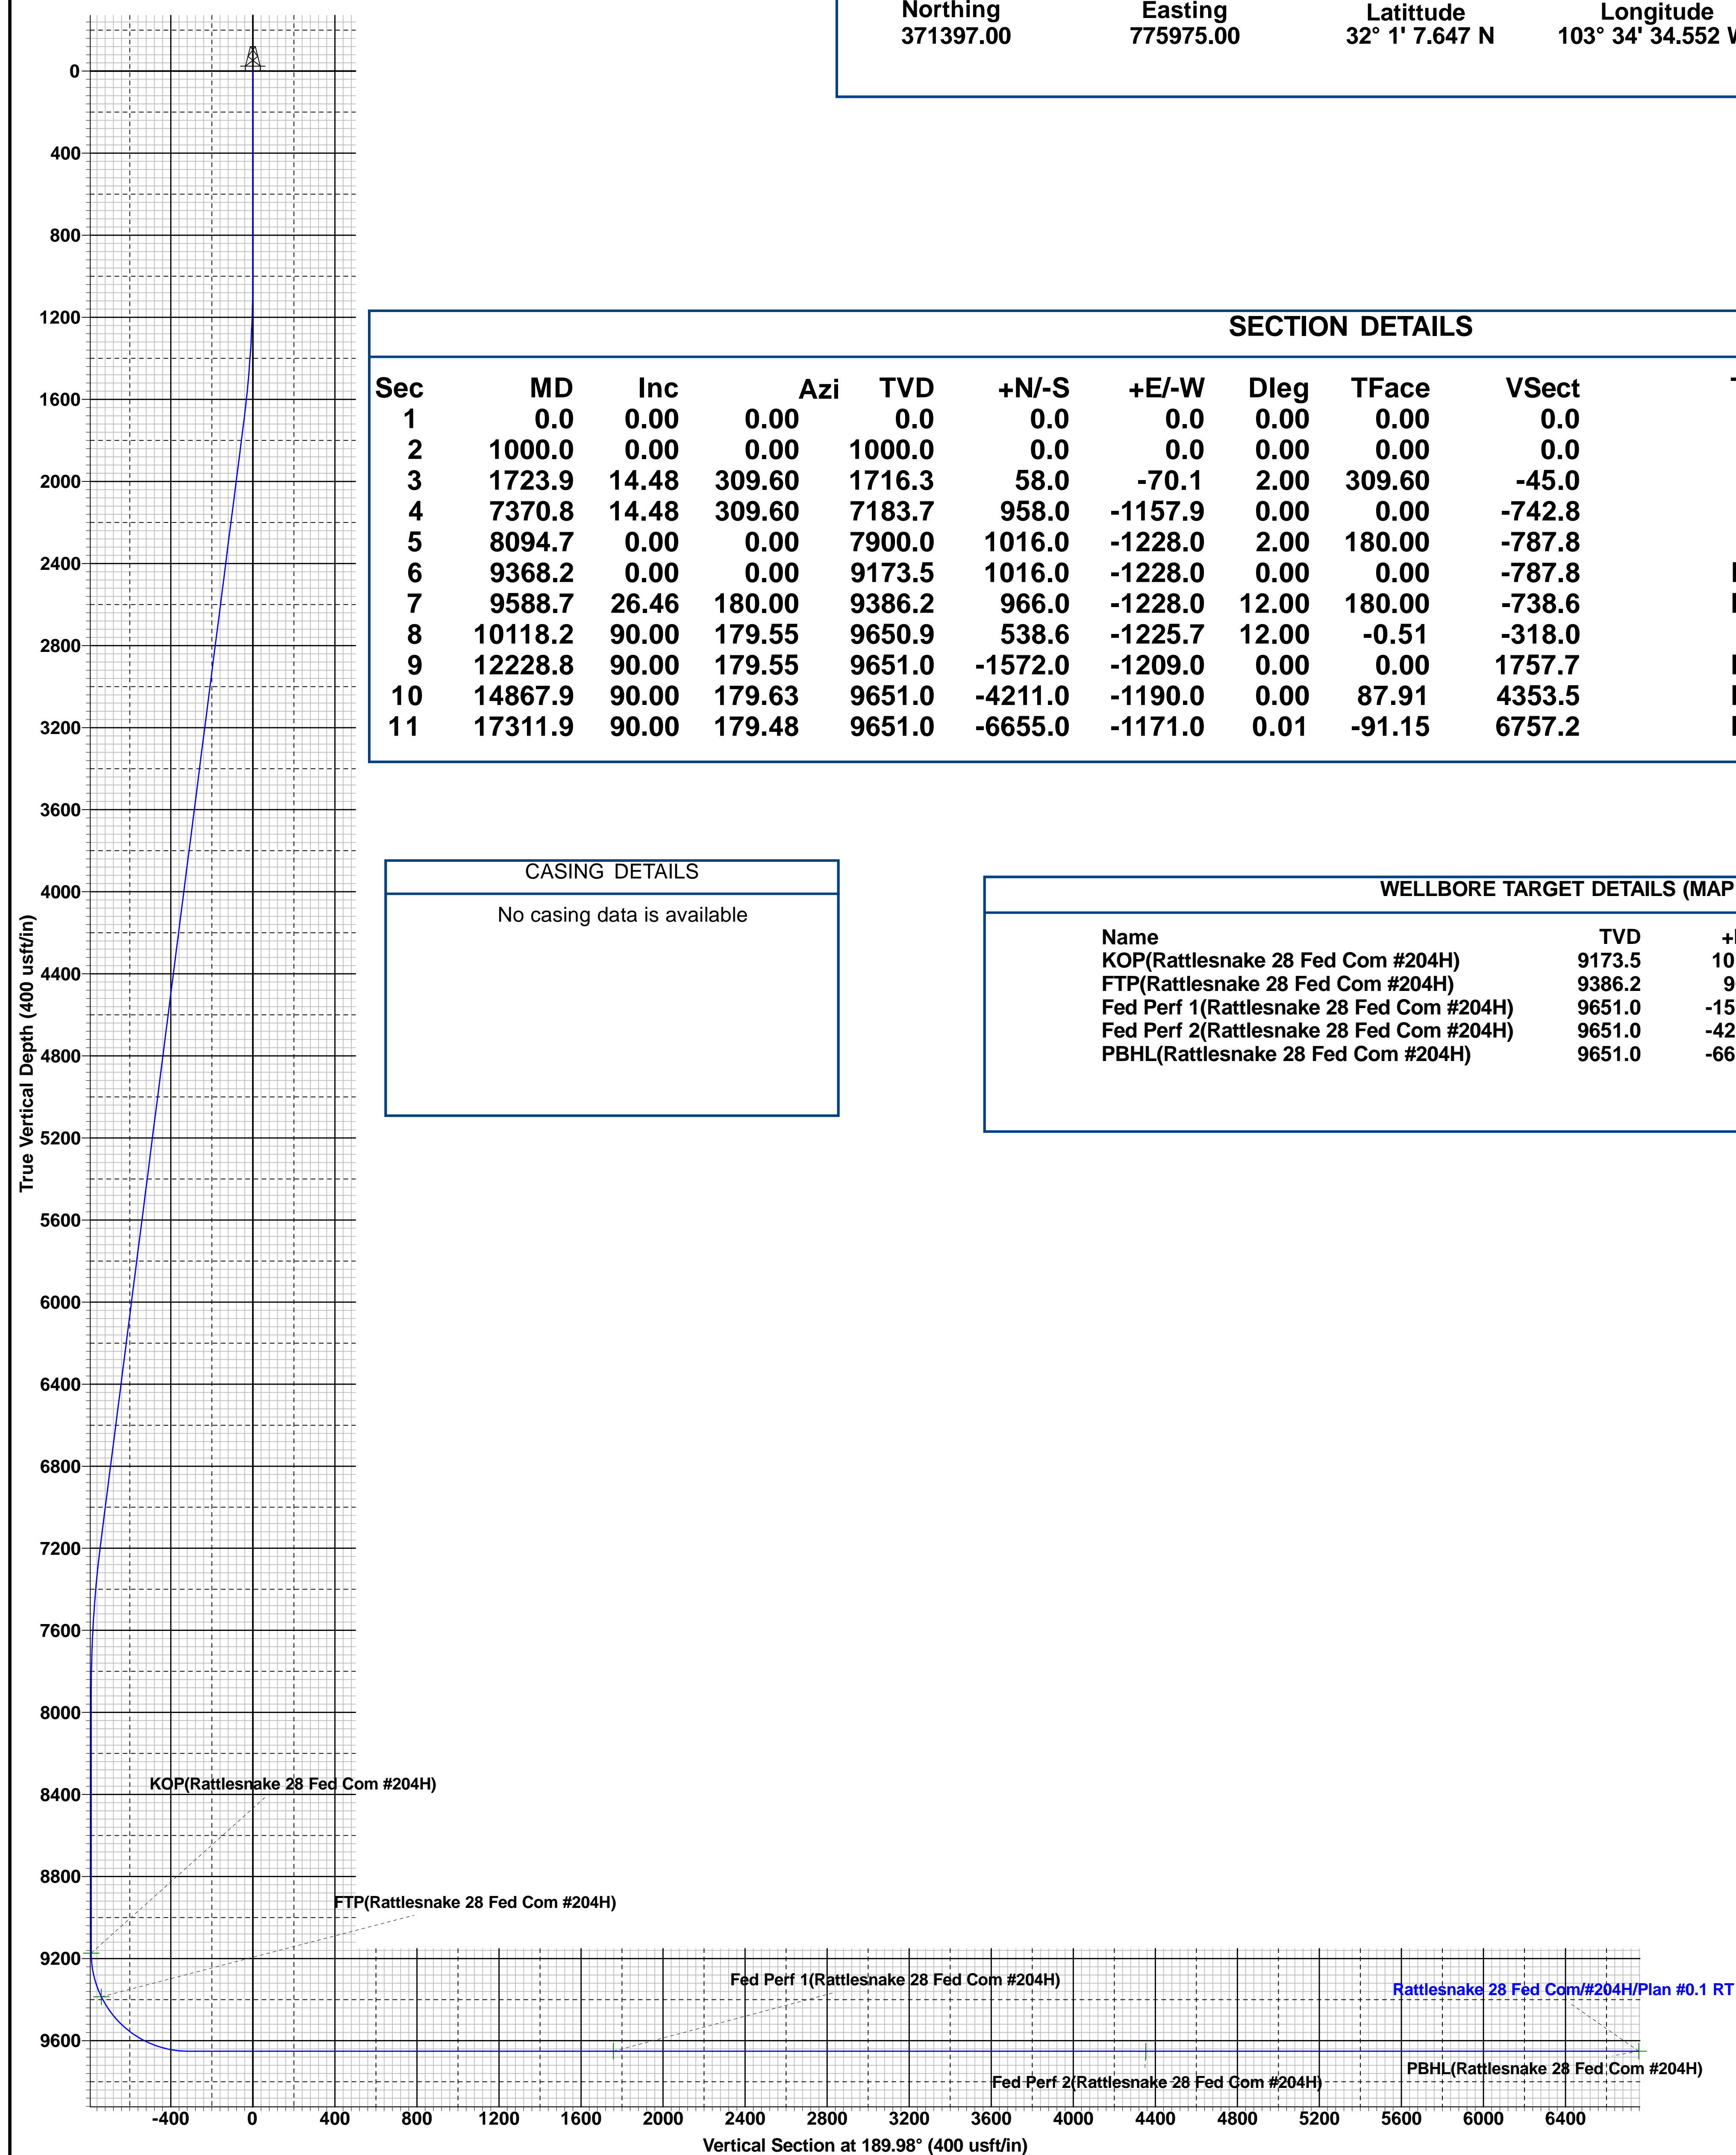 Northing Easting Latittude Longitude
371397.00 775975.00 32° 1' 7.647 N 103° 34' 34.552 W
SECTION DETAILS
Sec MD Inc Azi TVD +N/-S +E/-W Dleg TFace VSect
1 0.0 0.00 0.00 0.0 0.0 0.0 0.00 0.00 0.0
2 1000.0 0.00 0.00 1000.0 0.0 0.0 0.00 0.00 0.0
3 1723.9 14.48 309.60 1716.3 58.0 -70.1 2.00 309.60 -45.0
4 7370.8 14.48 309.60 7183.7 958.0 -1157.9 0.00 0.00 -742.8
5 8094.7 0.00 0.00 7900.0 1016.0 -1228.0 2.00 180.00 -787.8
6 9368.2 0.00 0.00 9173.5 1016.0 -1228.0 0.00 0.00 -787.8
7 9588.7 26.46 180.00 9386.2 966.0 -1228.0 12.00 180.00 -738.6
8 10118.2 90.00 179.55 9650.9 538.6 -1225.7 12.00 -0.51 -318.0
9 12228.8 90.00 179.55 9651.0 -1572.0 -1209.0 0.00 0.00 1757.7
10 14867.9 90.00 179.63 9651.0 -4211.0 -1190.0 0.00 87.91 4353.5
11 17311.9 90.00 179.48 9651.0 -6655.0 -1171.0 0.01 -91.15 6757.2
CASING DETAILS
No casing data is available
WELLBORE TARGET DETAILS (MAP
Name TVD
KOP(Rattlesnake 28 Fed Com #204H) 9173.5
FTP(Rattlesnake 28 Fed Com #204H) 9386.2
Fed Perf 1(Rattlesnake 28 Fed Com #204H) 9651.0
Fed Perf 2(Rattlesnake 28 Fed Com #204H) 9651.0
PBHL(Rattlesnake 28 Fed Com #204H) 9651.0
True Vertical Depth (400 usft/in)
0
400
800
1200
1600
2000
2400
2800
3200
3600
4000
4400
4800
5200
5600
6000
6400
6800
7200
7600
8000
8400
8800
9200
9600
KOP(Rattlesnake 28 Fed Com #204H)
FTP(Rattlesnake 28 Fed Com #204H)
Fed Perf 1(Rattlesnake 28 Fed Com #204H)
Rattlesnake 28 Fed Com/#204H/Plan #0.1 RT
PBHL(Rattlesnake 28 Fed Com #204H)
Fed Perf 2(Rattlesnake 28 Fed Com #204H)
-400 0 400 800 1200 1600 2000 2400 2800 3200 3600 4000 4400 4800 5200 5600 6000 6400
Vertical Section at 189.98° (400 usft/in)